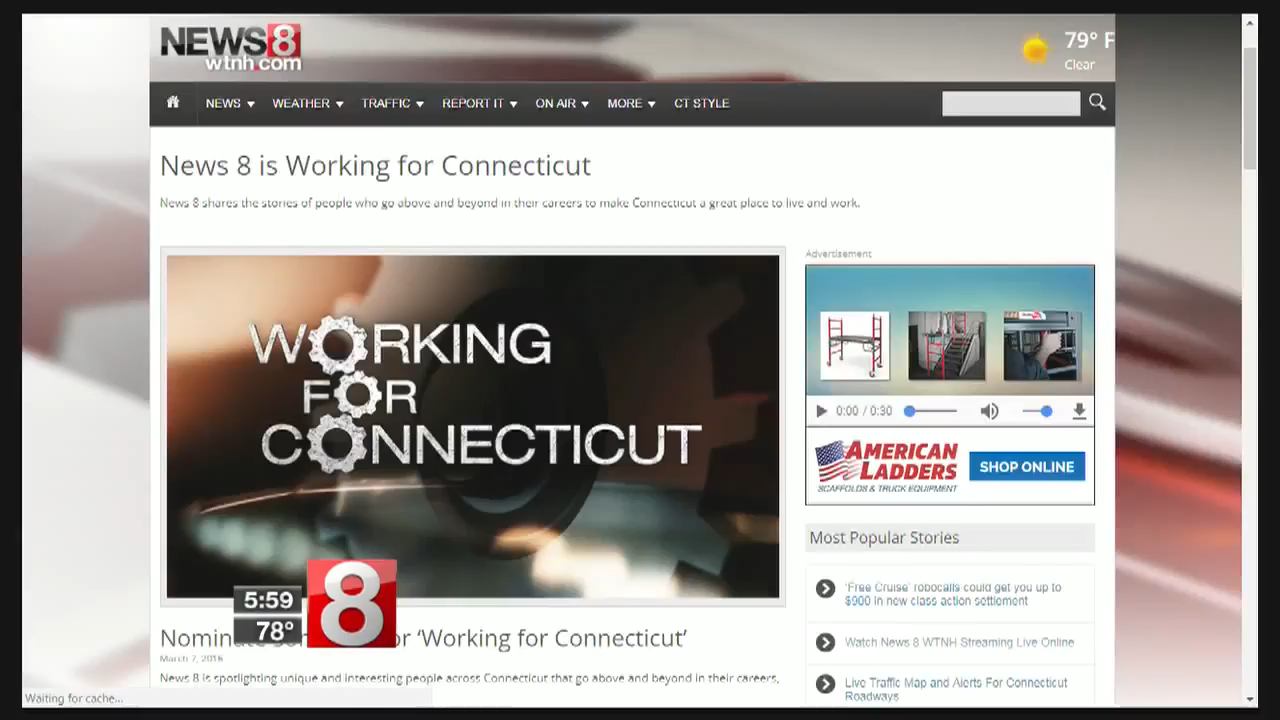 NEWS 8
wtnh.com
79° F
Clear
NEWS
WEATHER
TRAFFIC
REPORT IT
ON AIR
MORE
CT STYLE
News 8 is Working for Connecticut
News 8 shares the stories of people who go above and beyond in their careers to make Connecticut a great place to live and work.
WORKING
FOR
CONNECTICUT
Advertisement
0:00 / 0:30
AMERICAN
LADDERS
SCAFFOLDS & TRUCK EQUIPMENT
SHOP ONLINE
Most Popular Stories
'Free Cruise' robocalls could get you up to
$900 in new class action settlement
Watch News 8 WTNH Streaming Live Online
Live Traffic Map and Alerts For Connecticut
Roadways
5:59
78°
8
‘Working for Connecticut’
March 7, 2016
News 8 is spotlighting unique and interesting people across Connecticut that go above and beyond in their careers,
Waiting for cache...